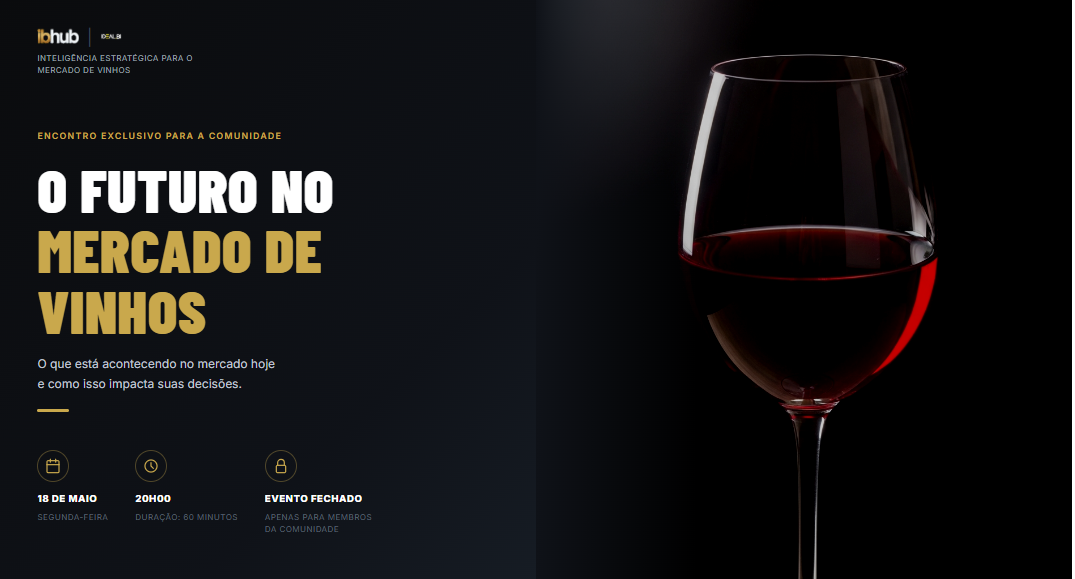 ibhub
IDEAL.BI
INTELIGÊNCIA ESTRATÉGICA PARA O
MERCADO DE VINHOS
ENCONTRO EXCLUSIVO PARA A COMUNIDADE
O FUTURO NO
MERCADO DE
VINHOS
O que está acontecendo no mercado hoje
e como isso impacta suas decisões.
18 DE MAIO
SEGUNDA-FEIRA
20H00
DURAÇÃO: 60 MINUTOS
EVENTO FECHADO
APENAS PARA MEMBROS
DA COMUNIDADE